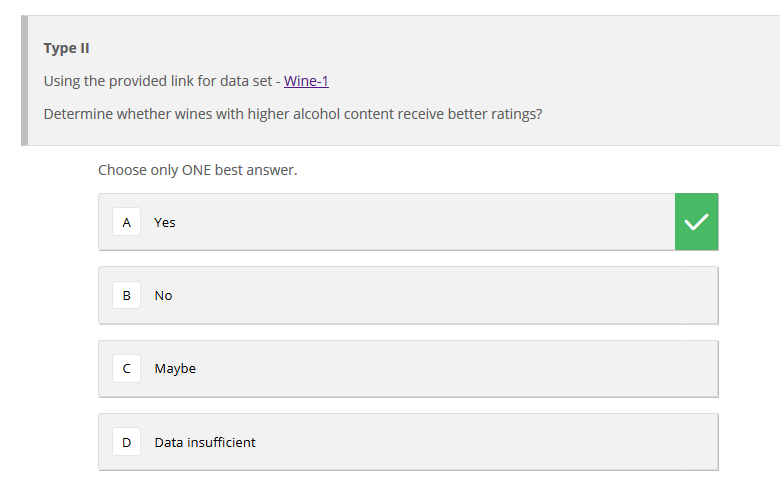 Type II
Using the provided link for data set - Wine-1
Determine whether wines with higher alcohol content receive better ratings?
Choose only ONE best answer.
A Yes
B No
C Maybe
D Data insufficient